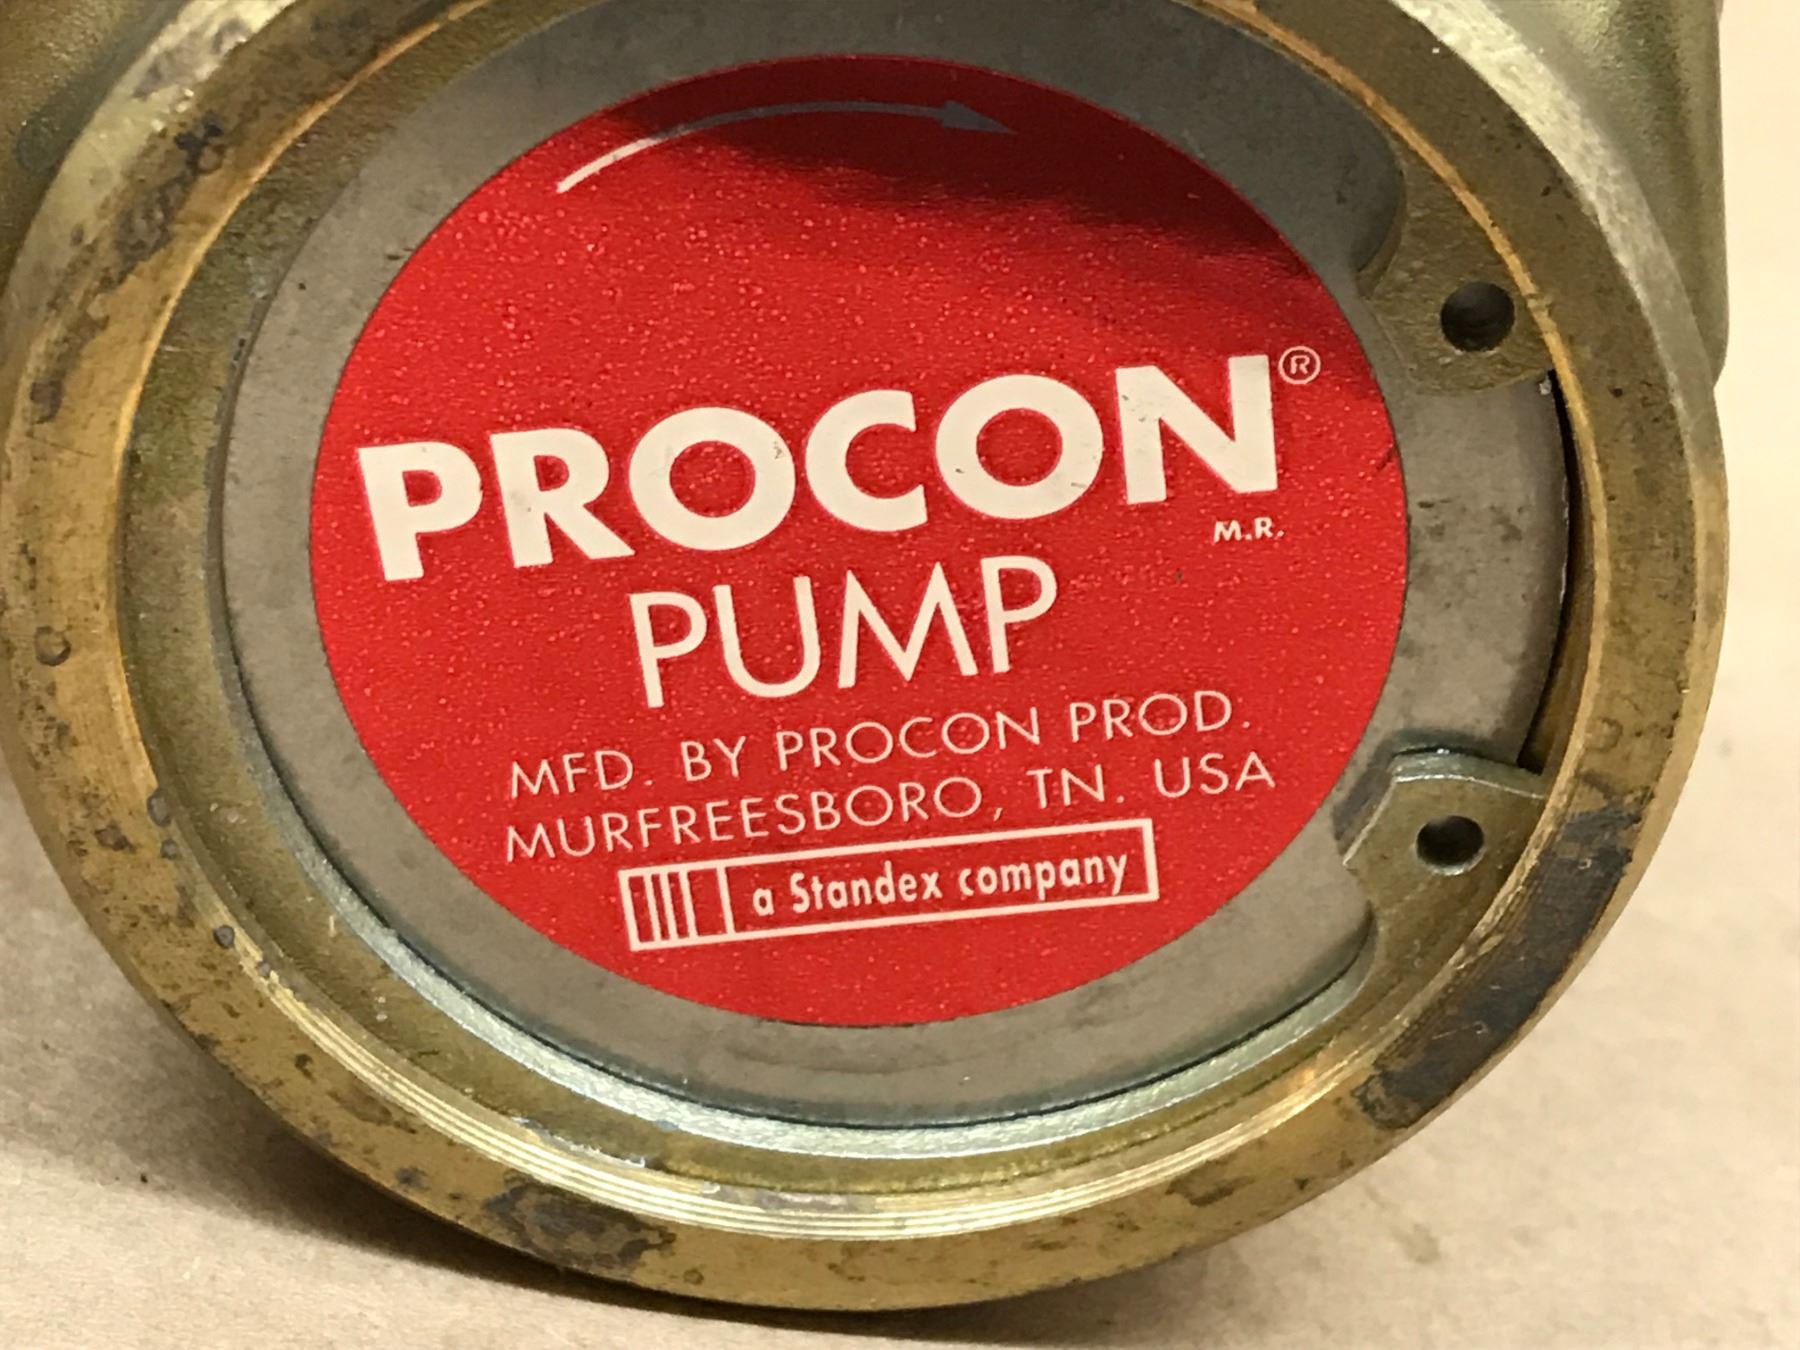 PROCON®
M.R.
PUMP
MFD. BY PROCON PROD.
MURFREESBORO, TN. USA
a Standex company